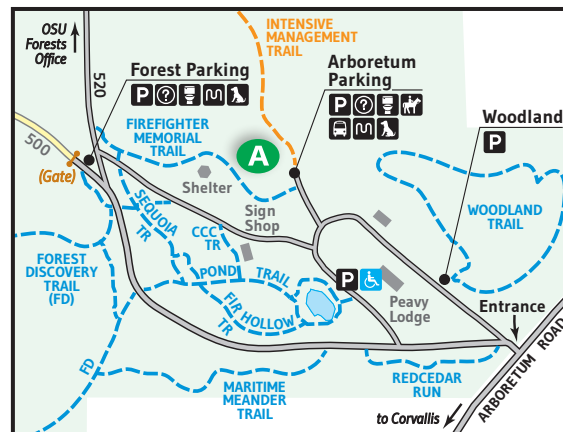 OSU
Forests
Office
520
500
(Gate)
Forest Parking
P ?
INTENSIVE
MANAGEMENT
TRAIL
Arboretum
Parking
P ?
Woodland
P
FIREFIGHTER
MEMORIAL
TRAIL
A
Shelter
Sign
Shop
SEQUOIA
TR
CCC
TR
WOODLAND
TRAIL
FOREST
DISCOVERY
TRAIL
(FD)
POND TRAIL
P
Peavy
Lodge
FIR HOLLOW
TR
Entrance
FD
MARITIME
MEANDER
TRAIL
REDCEDAR
RUN
ARBORETUM ROAD
to Corvallis